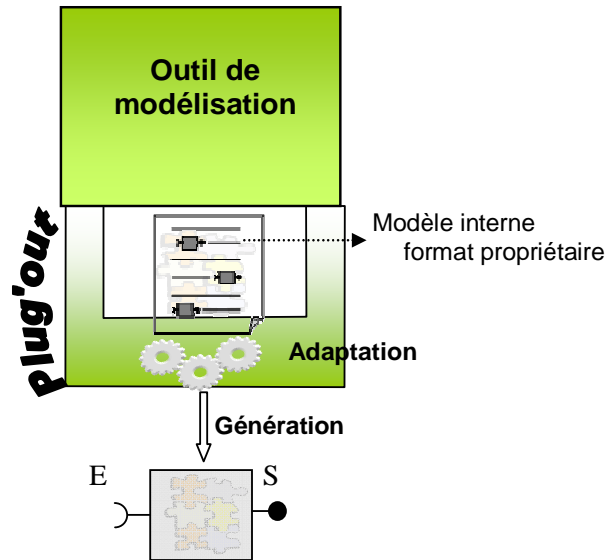 Outil de
modélisation
Plug'out
Modèle interne
format propriétaire
Adaptation
Génération
E
S